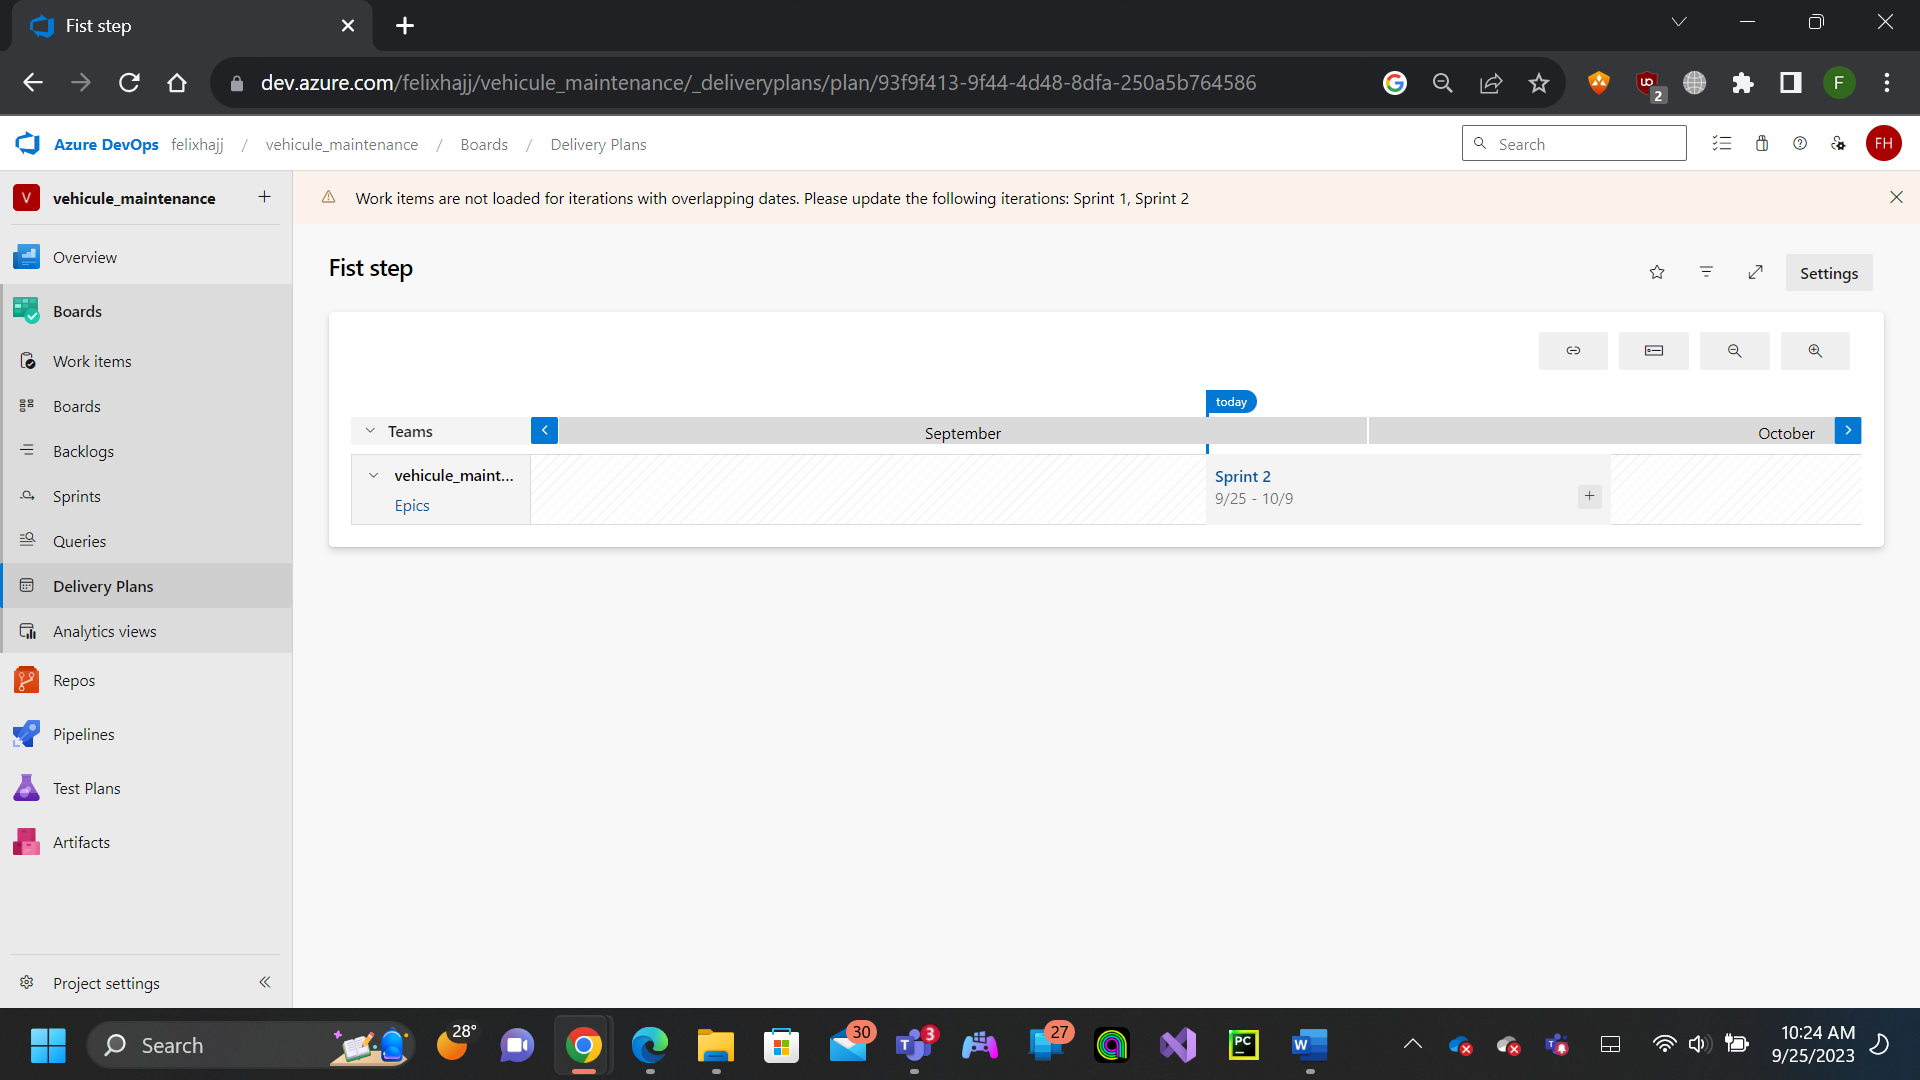 Fist step
dev.azure.com/felixhajj/vehicule_maintenance/_deliveryplans/plan/93f9f413-9f44-4d48-8dfa-250a5b764586
2
F
Azure DevOps felixhajj / vehicule_maintenance / Boards / Delivery Plans
Search
FH
V vehicule_maintenance
Work items are not loaded for iterations with overlapping dates. Please update the following iterations: Sprint 1, Sprint 2
Overview
Fist step
Settings
Boards
Work items
Boards
Backlogs
Sprints
Queries
Delivery Plans
Analytics views
Repos
Pipelines
Test Plans
Artifacts
today
Teams
September
October
vehicule_maint...
Epics
Sprint 2
9/25 - 10/9
Project settings
Search
28°
30
3
27
PC
W
10:24 AM
9/25/2023